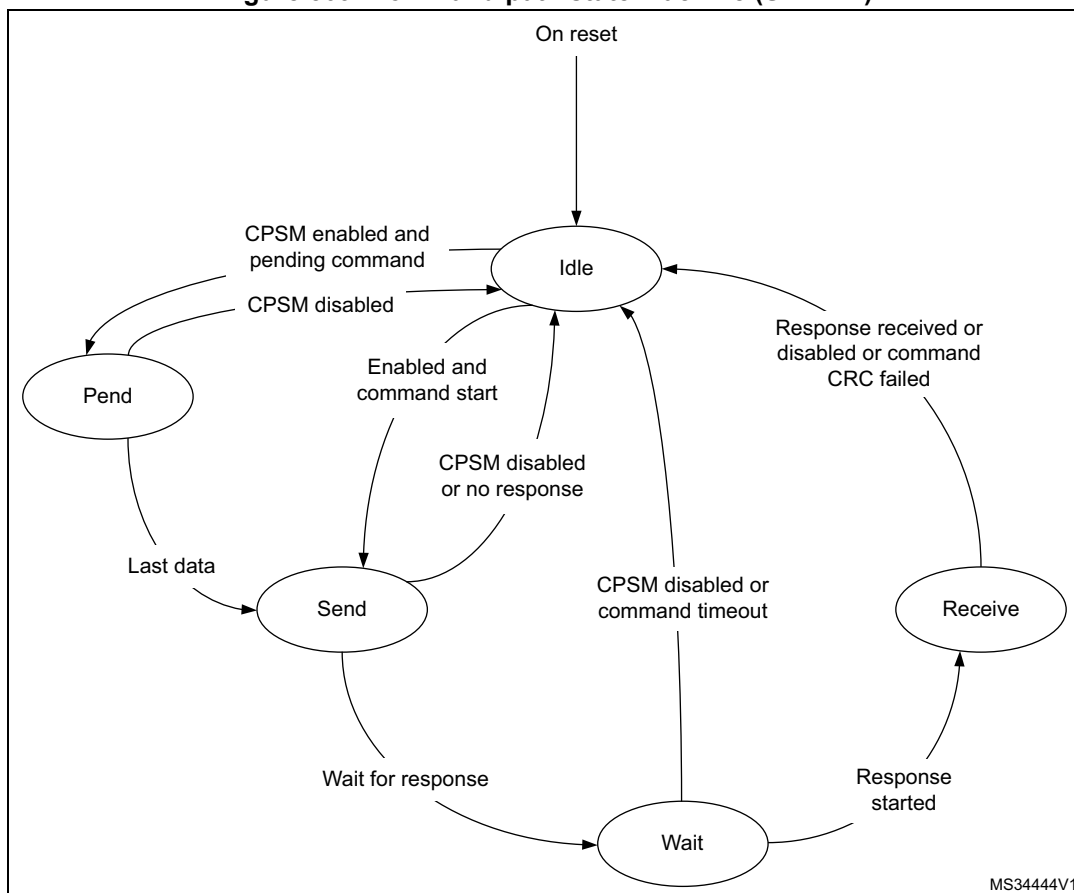 On reset
CPSM enabled and
pending command
Idle
CPSM disabled
Enabled and
command start
Response received or
disabled or command
CRC failed
Pend
CPSM disabled
or no response
Last data
CPSM disabled or
command timeout
Send
Receive
Wait for response
Response
started
Wait
MS34444V1